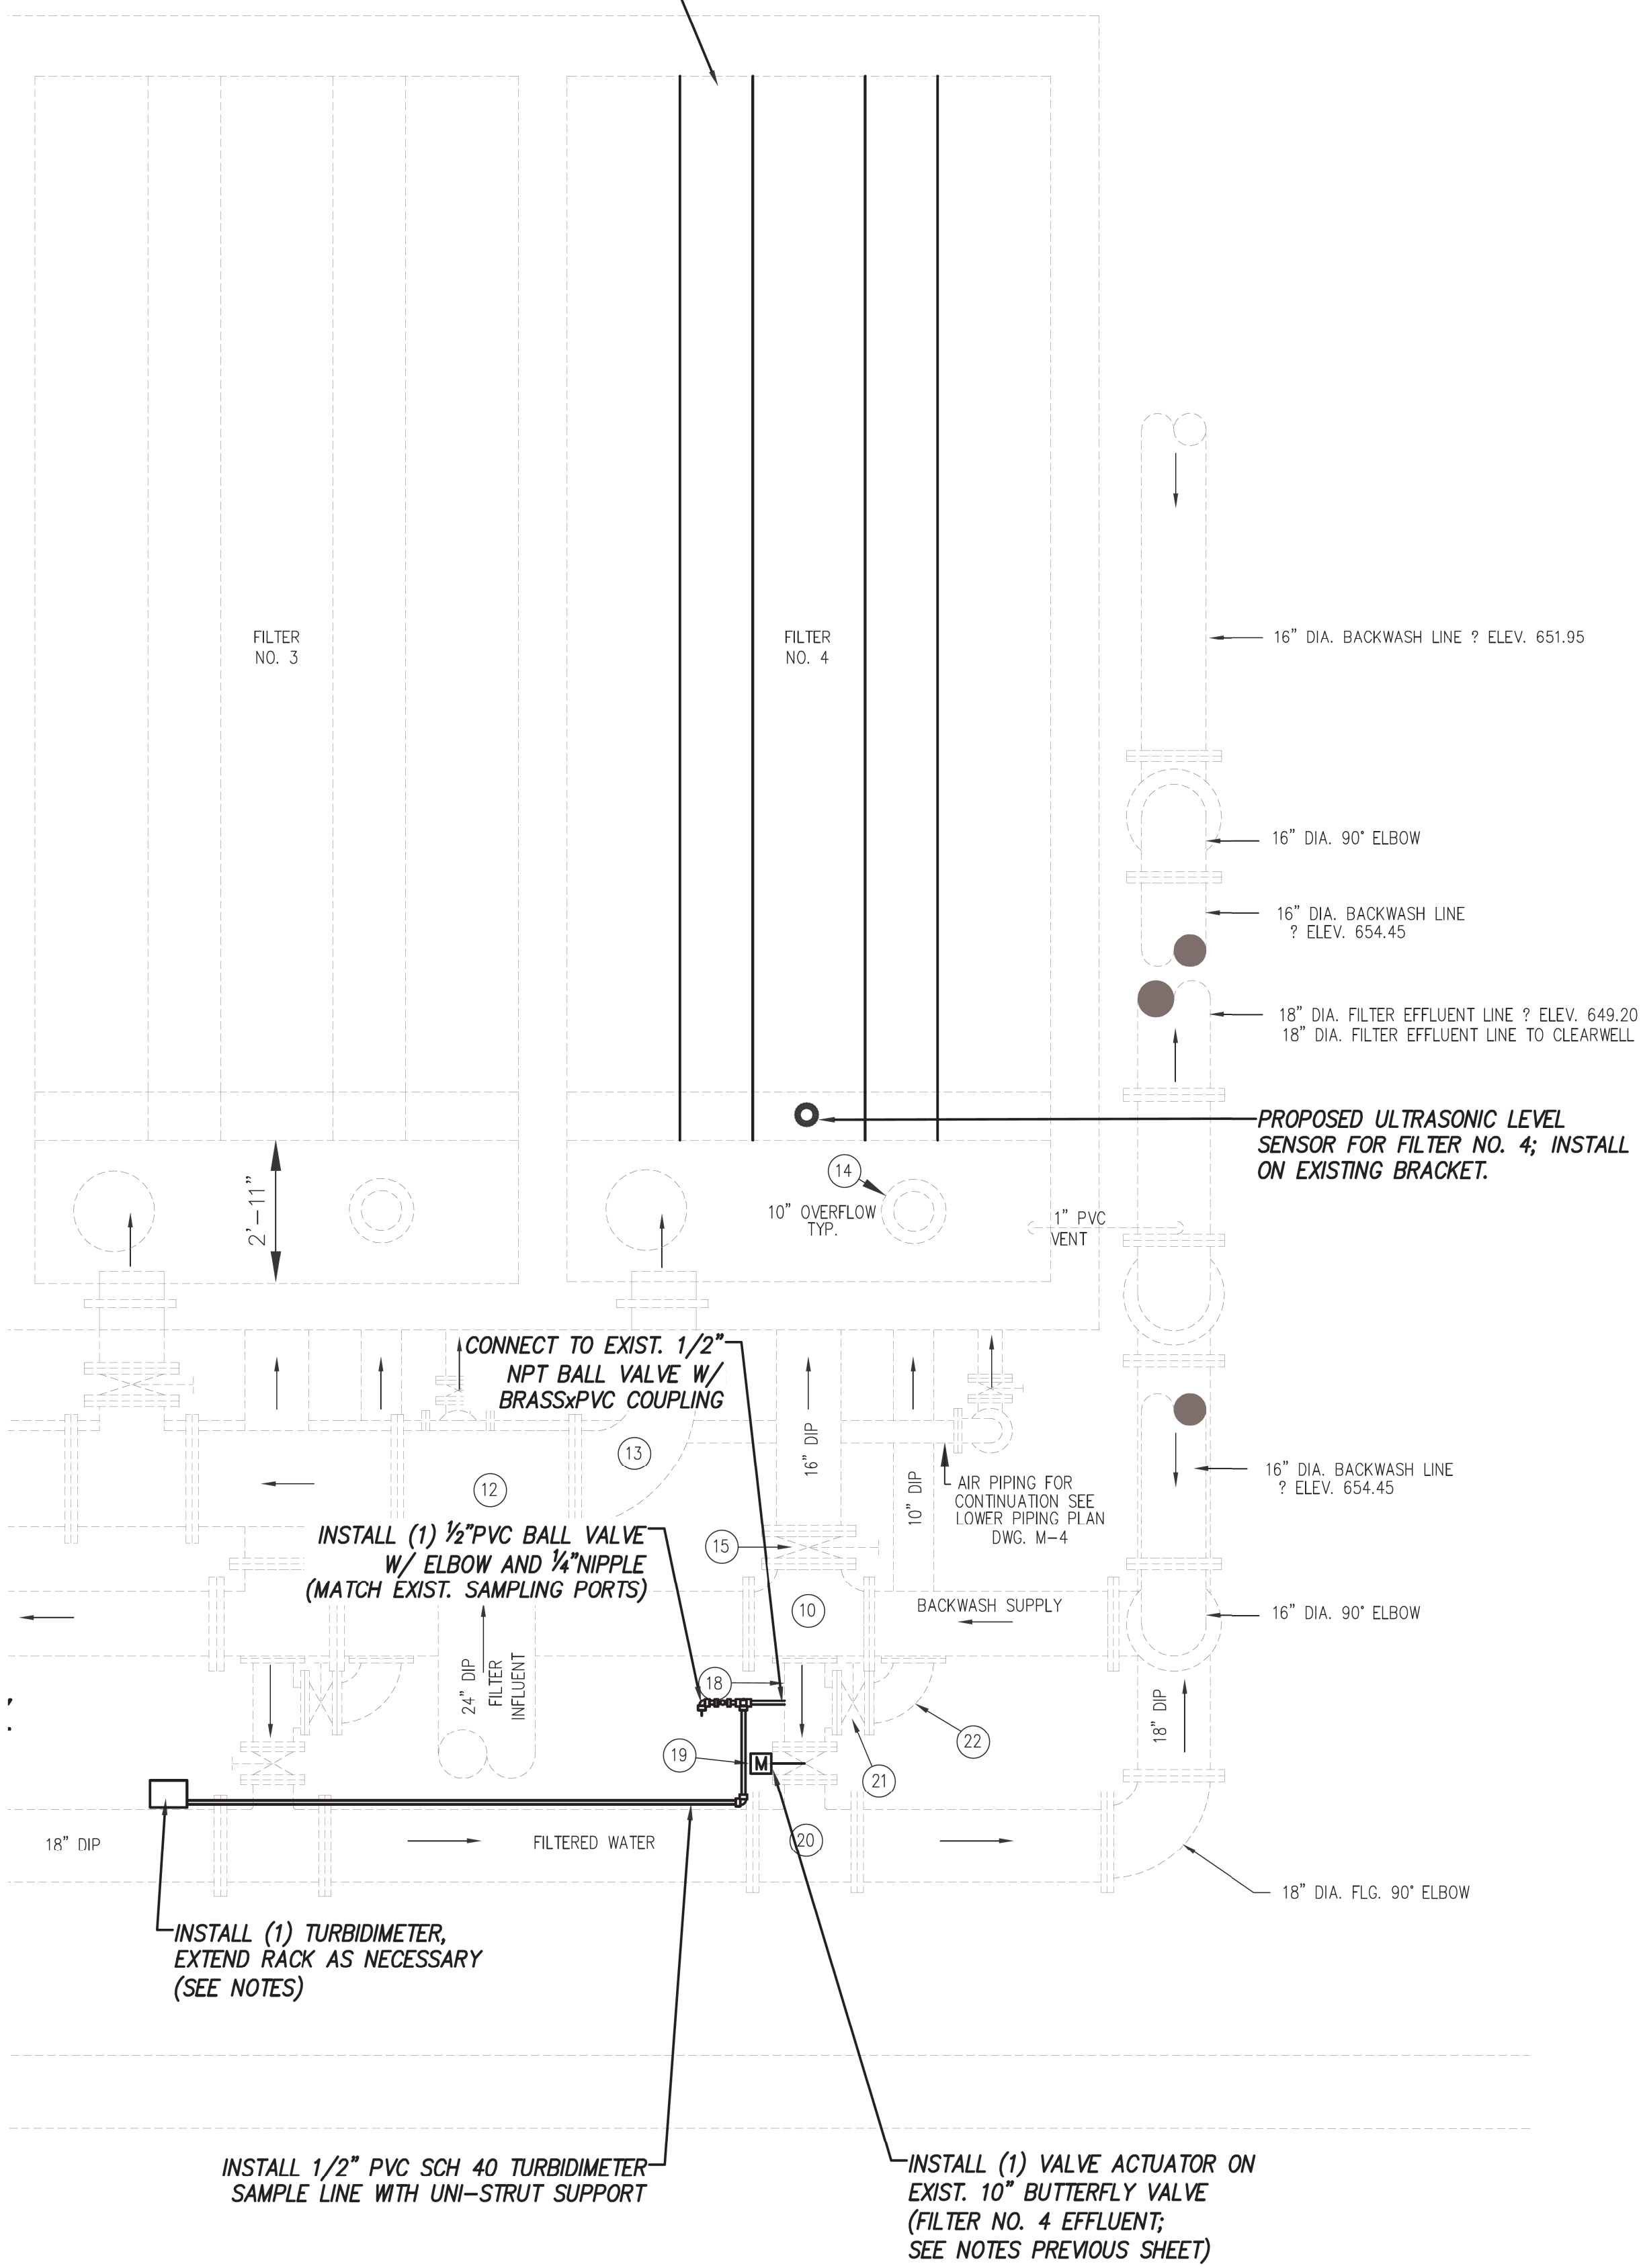 FILTER
NO. 3
FILTER
NO. 4
16" DIA. BACKWASH LINE ? ELEV. 651.95
16" DIA. 90° ELBOW
16" DIA. BACKWASH LINE
? ELEV. 654.45
18" DIA. FILTER EFFLUENT LINE ? ELEV. 649.20
18" DIA. FILTER EFFLUENT LINE TO CLEARWELL
PROPOSED ULTRASONIC LEVEL
SENSOR FOR FILTER NO. 4; INSTALL
ON EXISTING BRACKET.
2'-11"
14
10" OVERFLOW
TYP.
1" PVC
VENT
CONNECT TO EXIST. 1/2"
NPT BALL VALVE W/
BRASSxPVC COUPLING
13
12
16" DIP
10" DIP
AIR PIPING FOR
CONTINUATION SEE
LOWER PIPING PLAN
DWG. M-4
16" DIA. BACKWASH LINE
? ELEV. 654.45
INSTALL (1) ½"PVC BALL VALVE
W/ ELBOW AND ¼"NIPPLE
(MATCH EXIST. SAMPLING PORTS)
15
10
BACKWASH SUPPLY
16" DIA. 90° ELBOW
24" DIP
FILTER
INFLUENT
18
18" DIP
22
19
M
21
18" DIP
FILTERED WATER
20
18" DIA. FLG. 90° ELBOW
INSTALL (1) TURBIDIMETER,
EXTEND RACK AS NECESSARY
(SEE NOTES)
INSTALL 1/2" PVC SCH 40 TURBIDIMETER
SAMPLE LINE WITH UNI-STRUT SUPPORT
INSTALL (1) VALVE ACTUATOR ON
EXIST. 10" BUTTERFLY VALVE
(FILTER NO. 4 EFFLUENT;
SEE NOTES PREVIOUS SHEET)